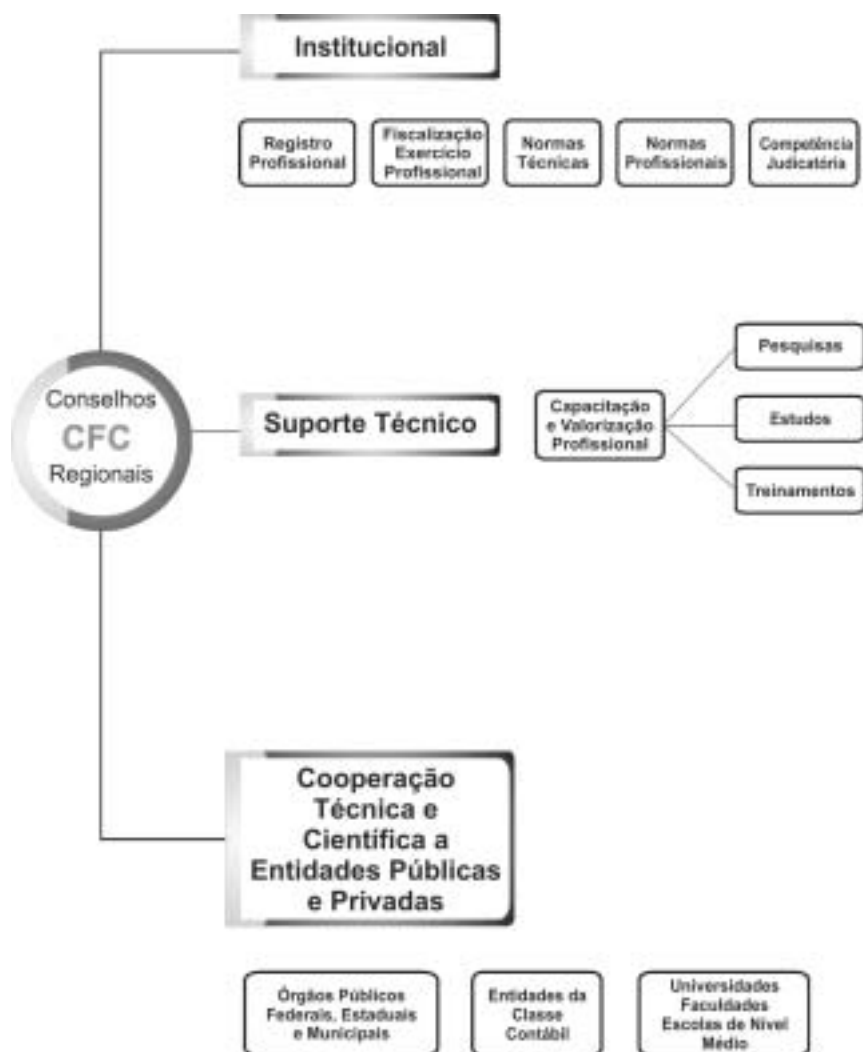 Institucional
Registro
Profissional
Fiscalização
Exercício
Profissional
Normas
Técnicas
Normas
Profissionais
Competência
Judicatória
Conselhos
CFC
Regionais
Suporte Técnico
Capacitação
e Valorização
Profissional
Pesquisas
Estudos
Treinamentos
Cooperação
Técnica e
Científica a
Entidades Públicas
e Privadas
Órgãos Públicos
Federais, Estaduais
e Municipais
Entidades da
Classe
Contábil
Universidades
Faculdades
Escolas de Nível
Médio